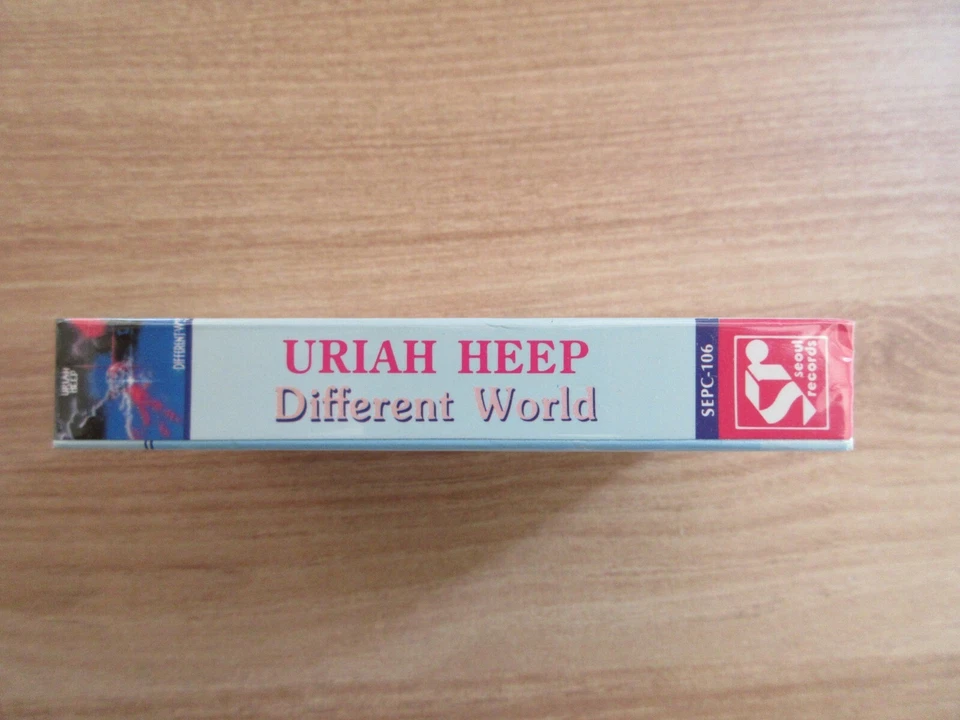 URIAH
HEEP
DIFFERENT
URIAH HEEP
Different World
SEPC-106
seoul
records